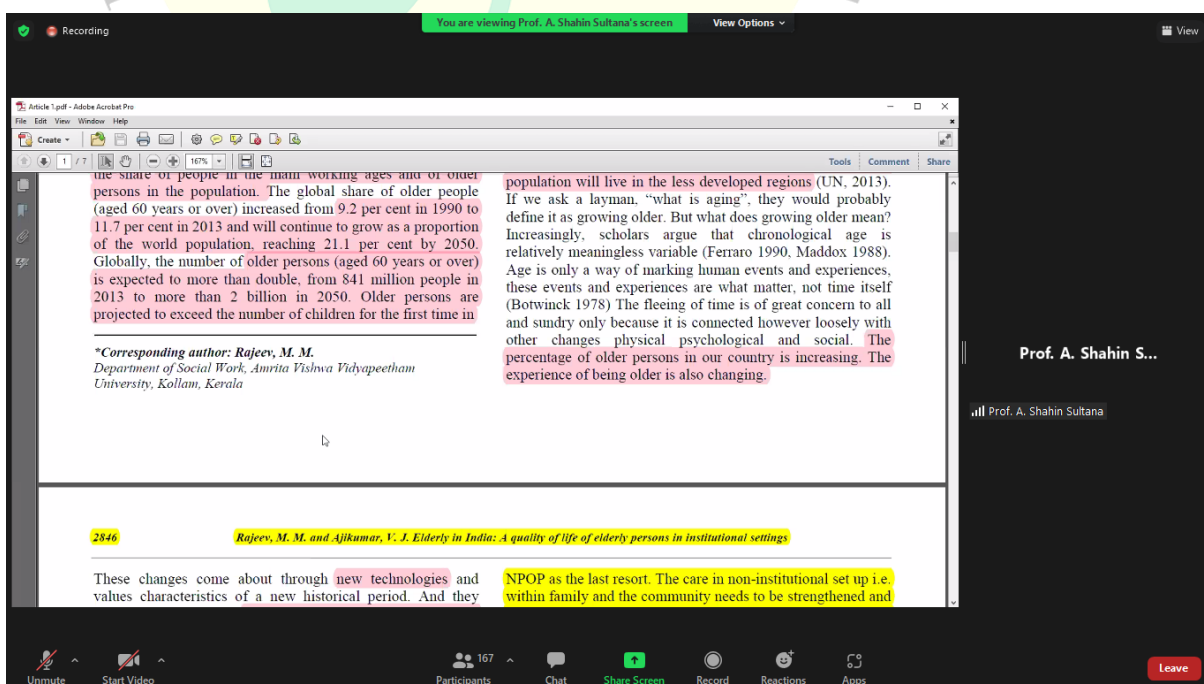 You are viewing Prof. A. Shahin Sultana's screen
View Options
Recording
View
Article 1.pdf - Adobe Acrobat Pro
File Edit View Window Help
Create
1 / 7
167%
Tools Comment Share
the share of people in the main working ages and of older
persons in the population. The global share of older people
(aged 60 years or over) increased from 9.2 per cent in 1990 to
11.7 per cent in 2013 and will continue to grow as a proportion
of the world population, reaching 21.1 per cent by 2050.
Globally, the number of older persons (aged 60 years or over)
is expected to more than double, from 841 million people in
2013 to more than 2 billion in 2050. Older persons are
projected to exceed the number of children for the first time in
*Corresponding author: Rajeev, M. M.
Department of Social Work, Amrita Vishwa Vidyapeetham
University, Kollam, Kerala
population will live in the less developed regions (UN, 2013).
If we ask a layman, “what is aging”, they would probably
define it as growing older. But what does growing older mean?
Increasingly, scholars argue that chronological age is
relatively meaningless variable (Ferraro 1990, Maddox 1988).
Age is only a way of marking human events and experiences,
these events and experiences are what matter, not time itself
(Botwinck 1978) The fleeing of time is of great concern to all
and sundry only because it is connected however loosely with
other changes physical psychological and social. The
percentage of older persons in our country is increasing. The
experience of being older is also changing.
2846
Rajeev, M. M. and Ajikumar, V. J. Elderly in India: A quality of life of elderly persons in institutional settings
These changes come about through new technologies and
values characteristics of a new historical period. And they
NPOP as the last resort. The care in non-institutional set up i.e.
within family and the community needs to be strengthened and
Prof. A. Shahin S...
Prof. A. Shahin Sultana
Unmute
Start Video
167
Participants
Chat
Share Screen
Record
Reactions
Apps
Leave